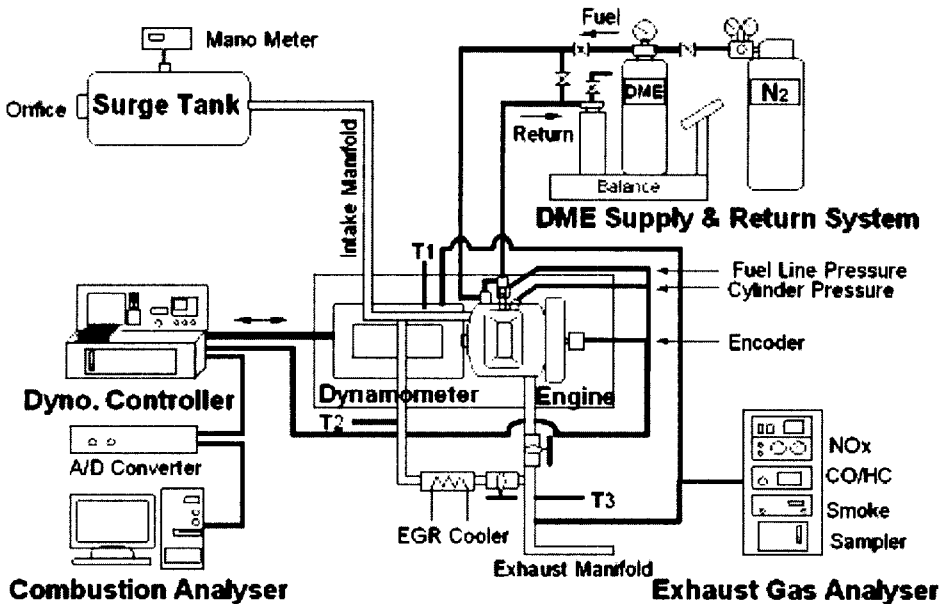 Mano Meter
Orifice
Surge Tank
Intake Manifold
Fuel
DME
N2
Return
Balance
DME Supply & Return System
T1
Fuel Line Pressure
Cylinder Pressure
Encoder
Dyno. Controller
Dynamometer
Engine
T2
A/D Converter
EGR Cooler
T3
Exhaust Manifold
Combustion Analyser
NOx
CO/HC
Smoke
Sampler
Exhaust Gas Analyser